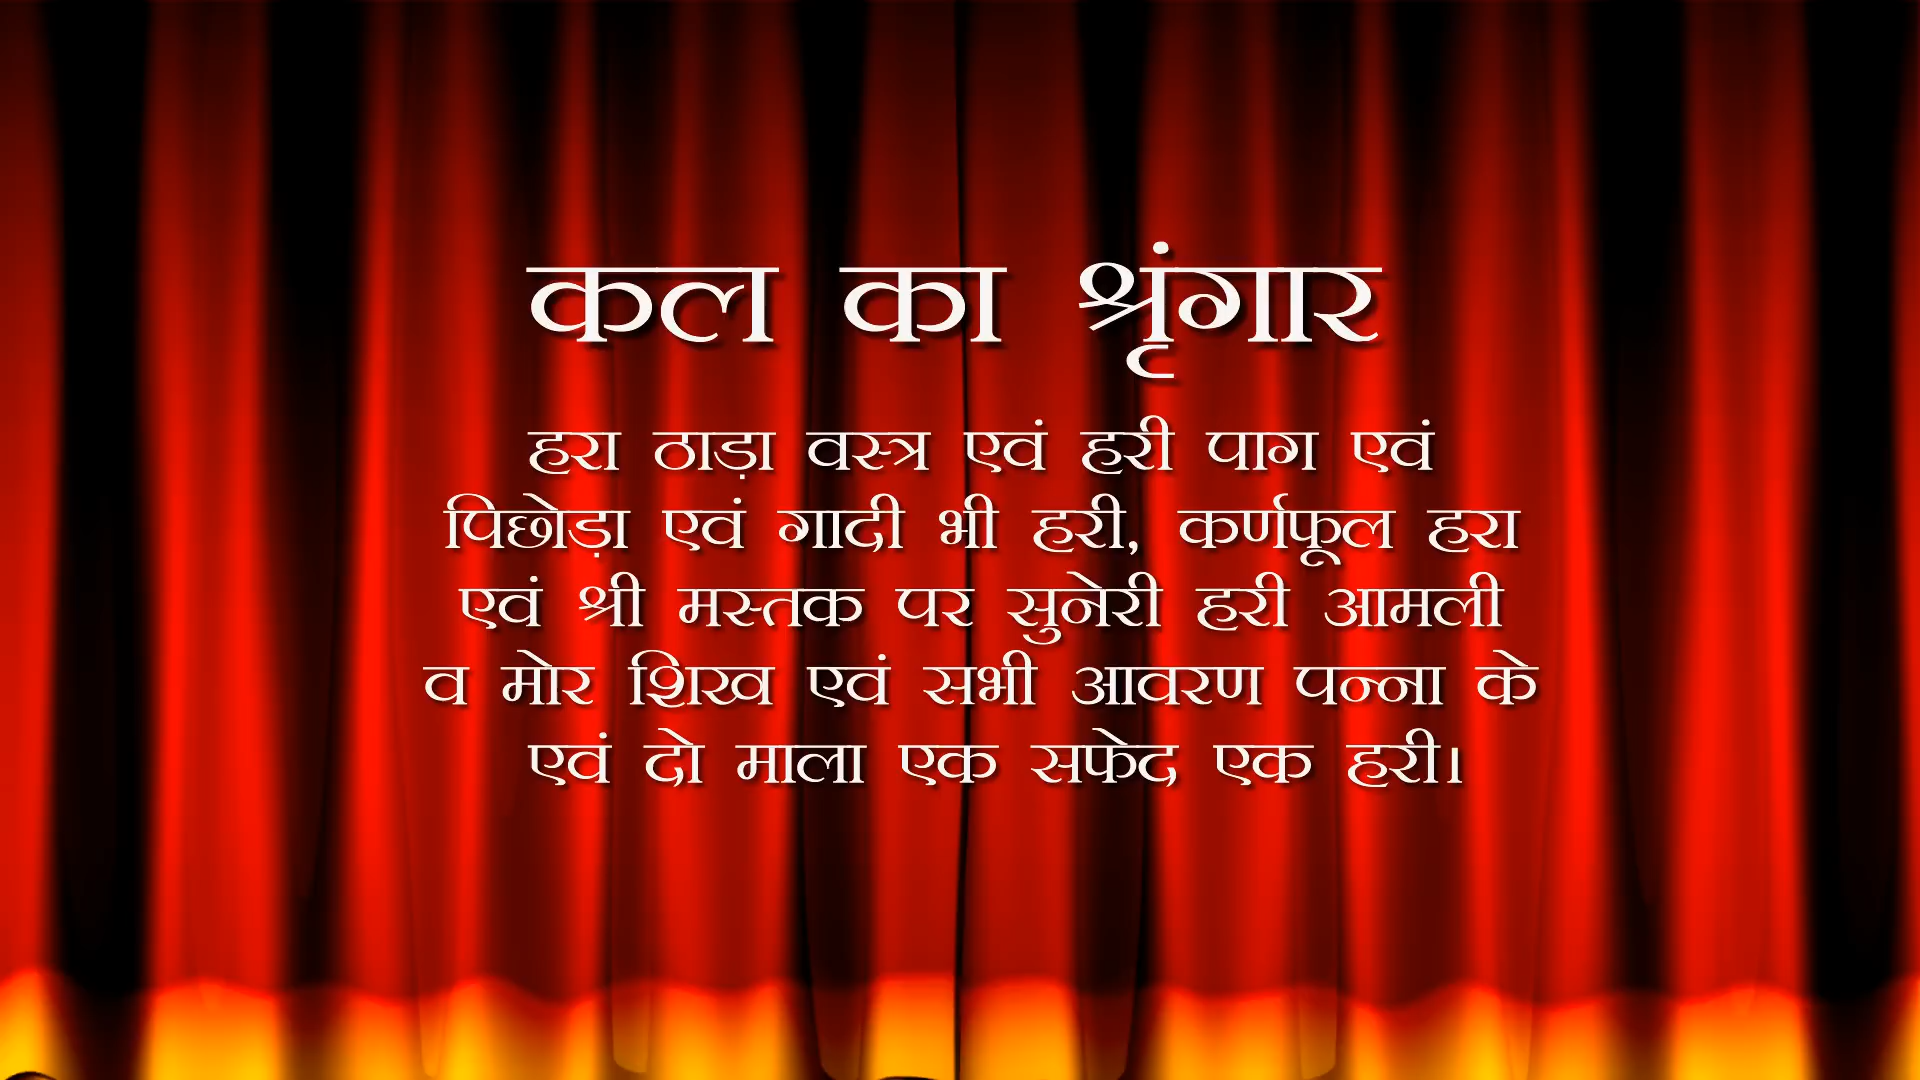 कल का श्रृंगार
हरा ठाड़ा वस्त्र एवं हरी पाग एवं
पिछोड़ा एवं गादी भी हरी, कर्णफूल हरा
एवं श्री मस्तक पर सुनेरी हरी आमली
व मोर शिख एवं सभी आवरण पन्ना के
एवं दो माला एक सफेद एक हरी।